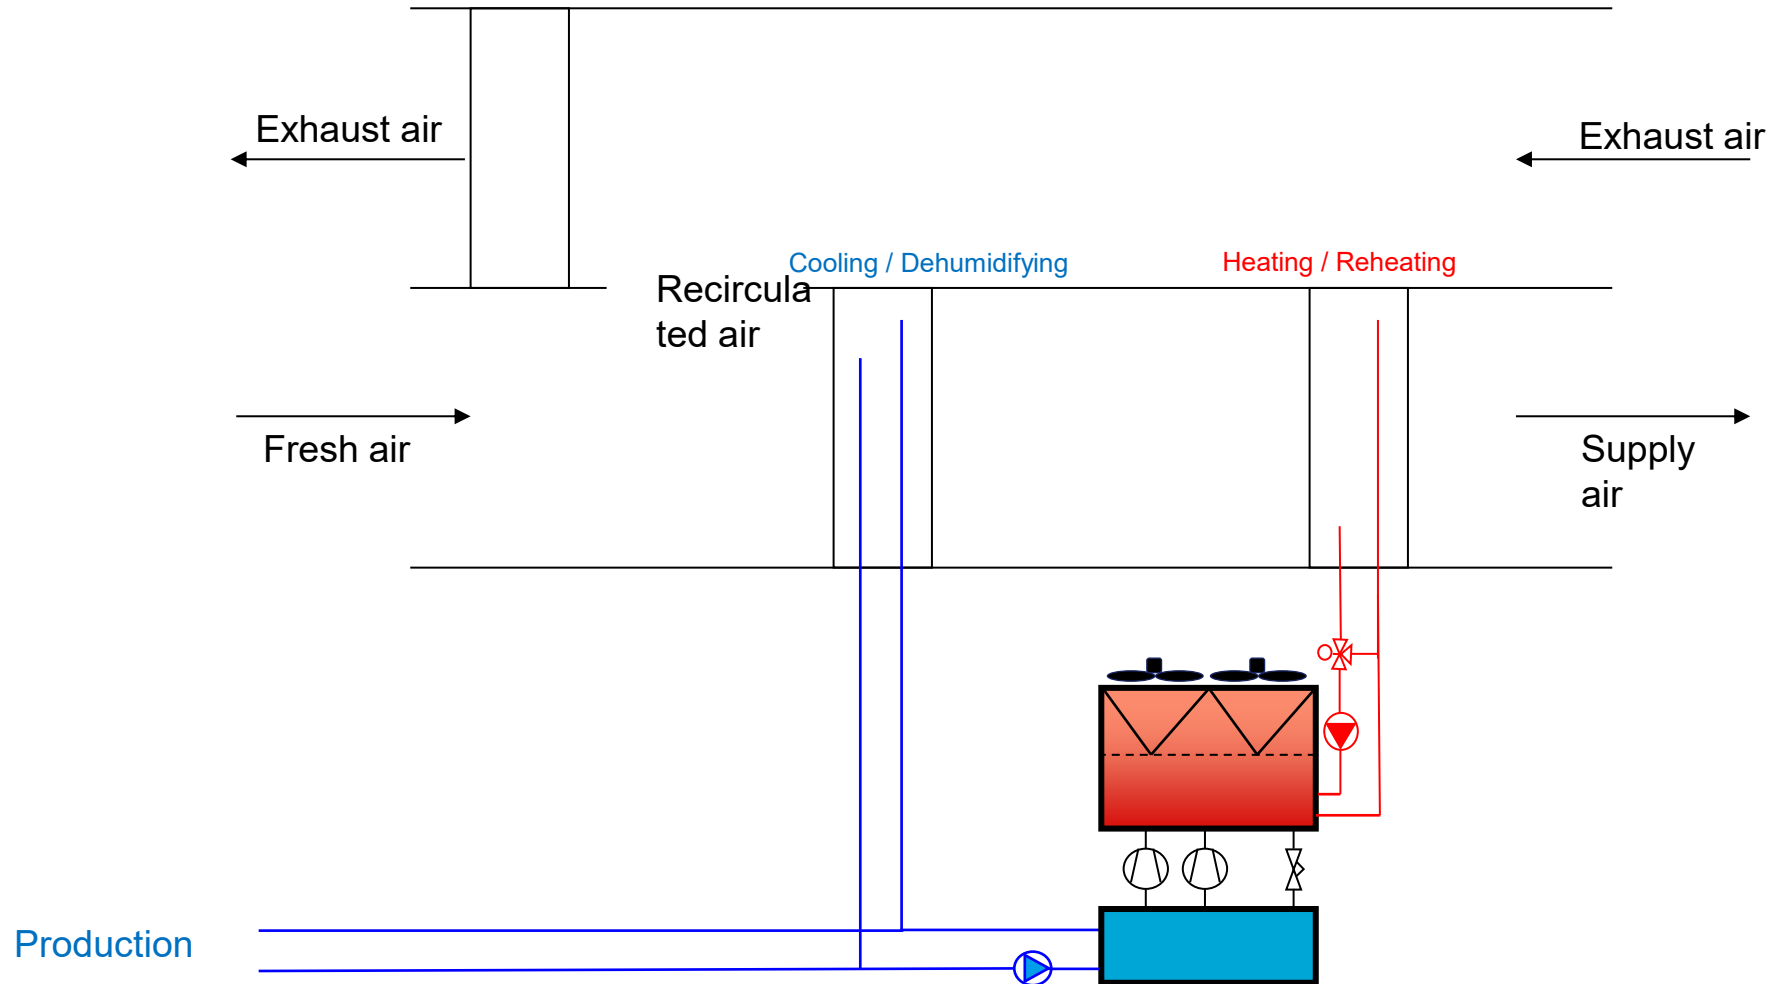 Exhaust air
Exhaust air
Cooling / Dehumidifying
Heating / Reheating
Recircula
ted air
Fresh air
Supply
air
Production